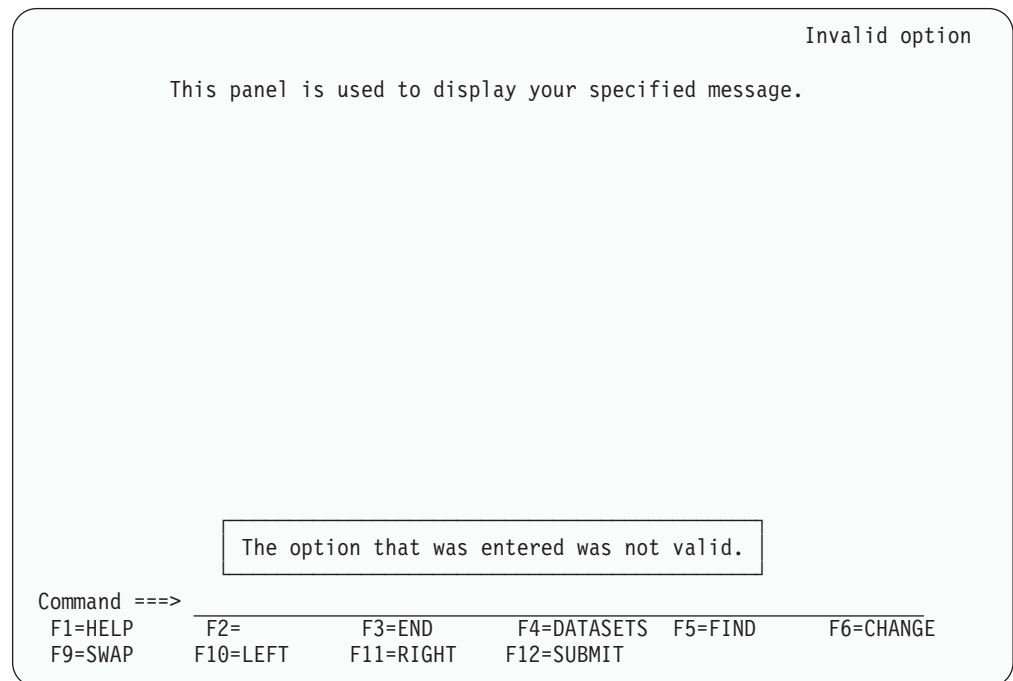 Invalid option
This panel is used to display your specified message.
The option that was entered was not valid.
Command ===>
F1=HELP F2= F3=END F4=DATASETS F5=FIND F6=CHANGE
F9=SWAP F10=LEFT F11=RIGHT F12=SUBMIT